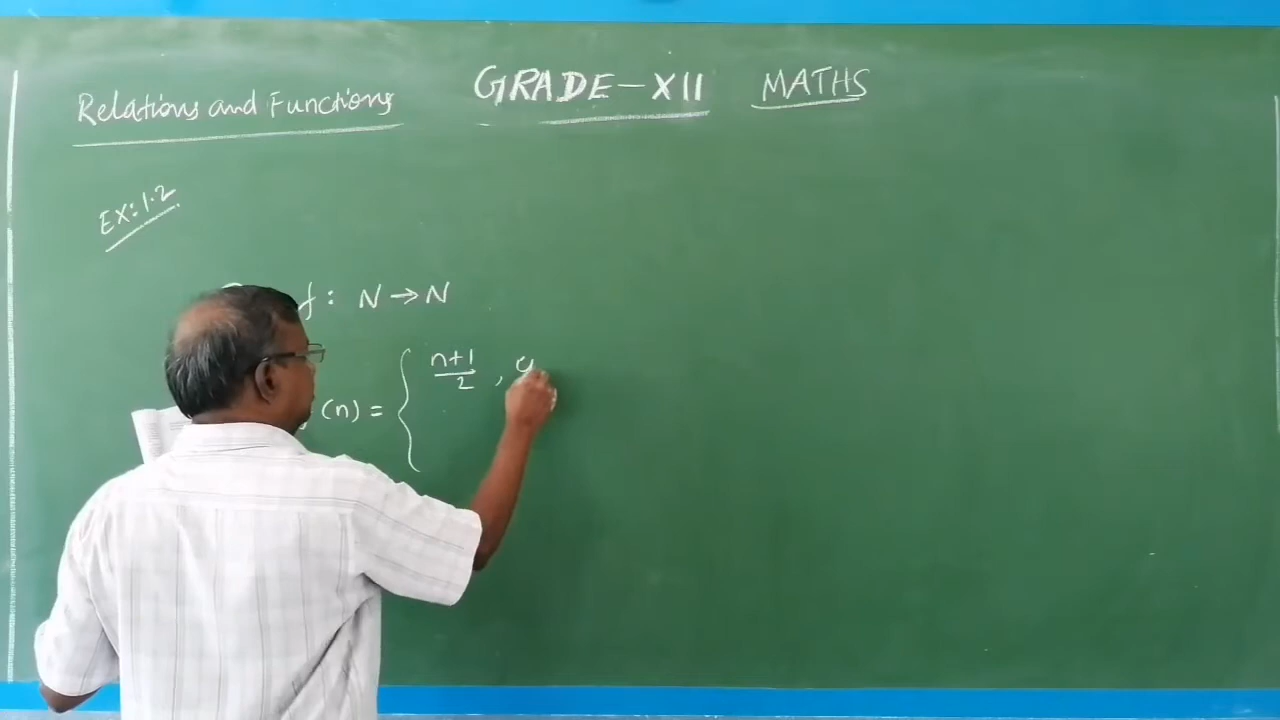 GRADE-XII MATHS
Relations and Functions
EX: 1.2
f : N → N
(n) = { n+1/2 ,